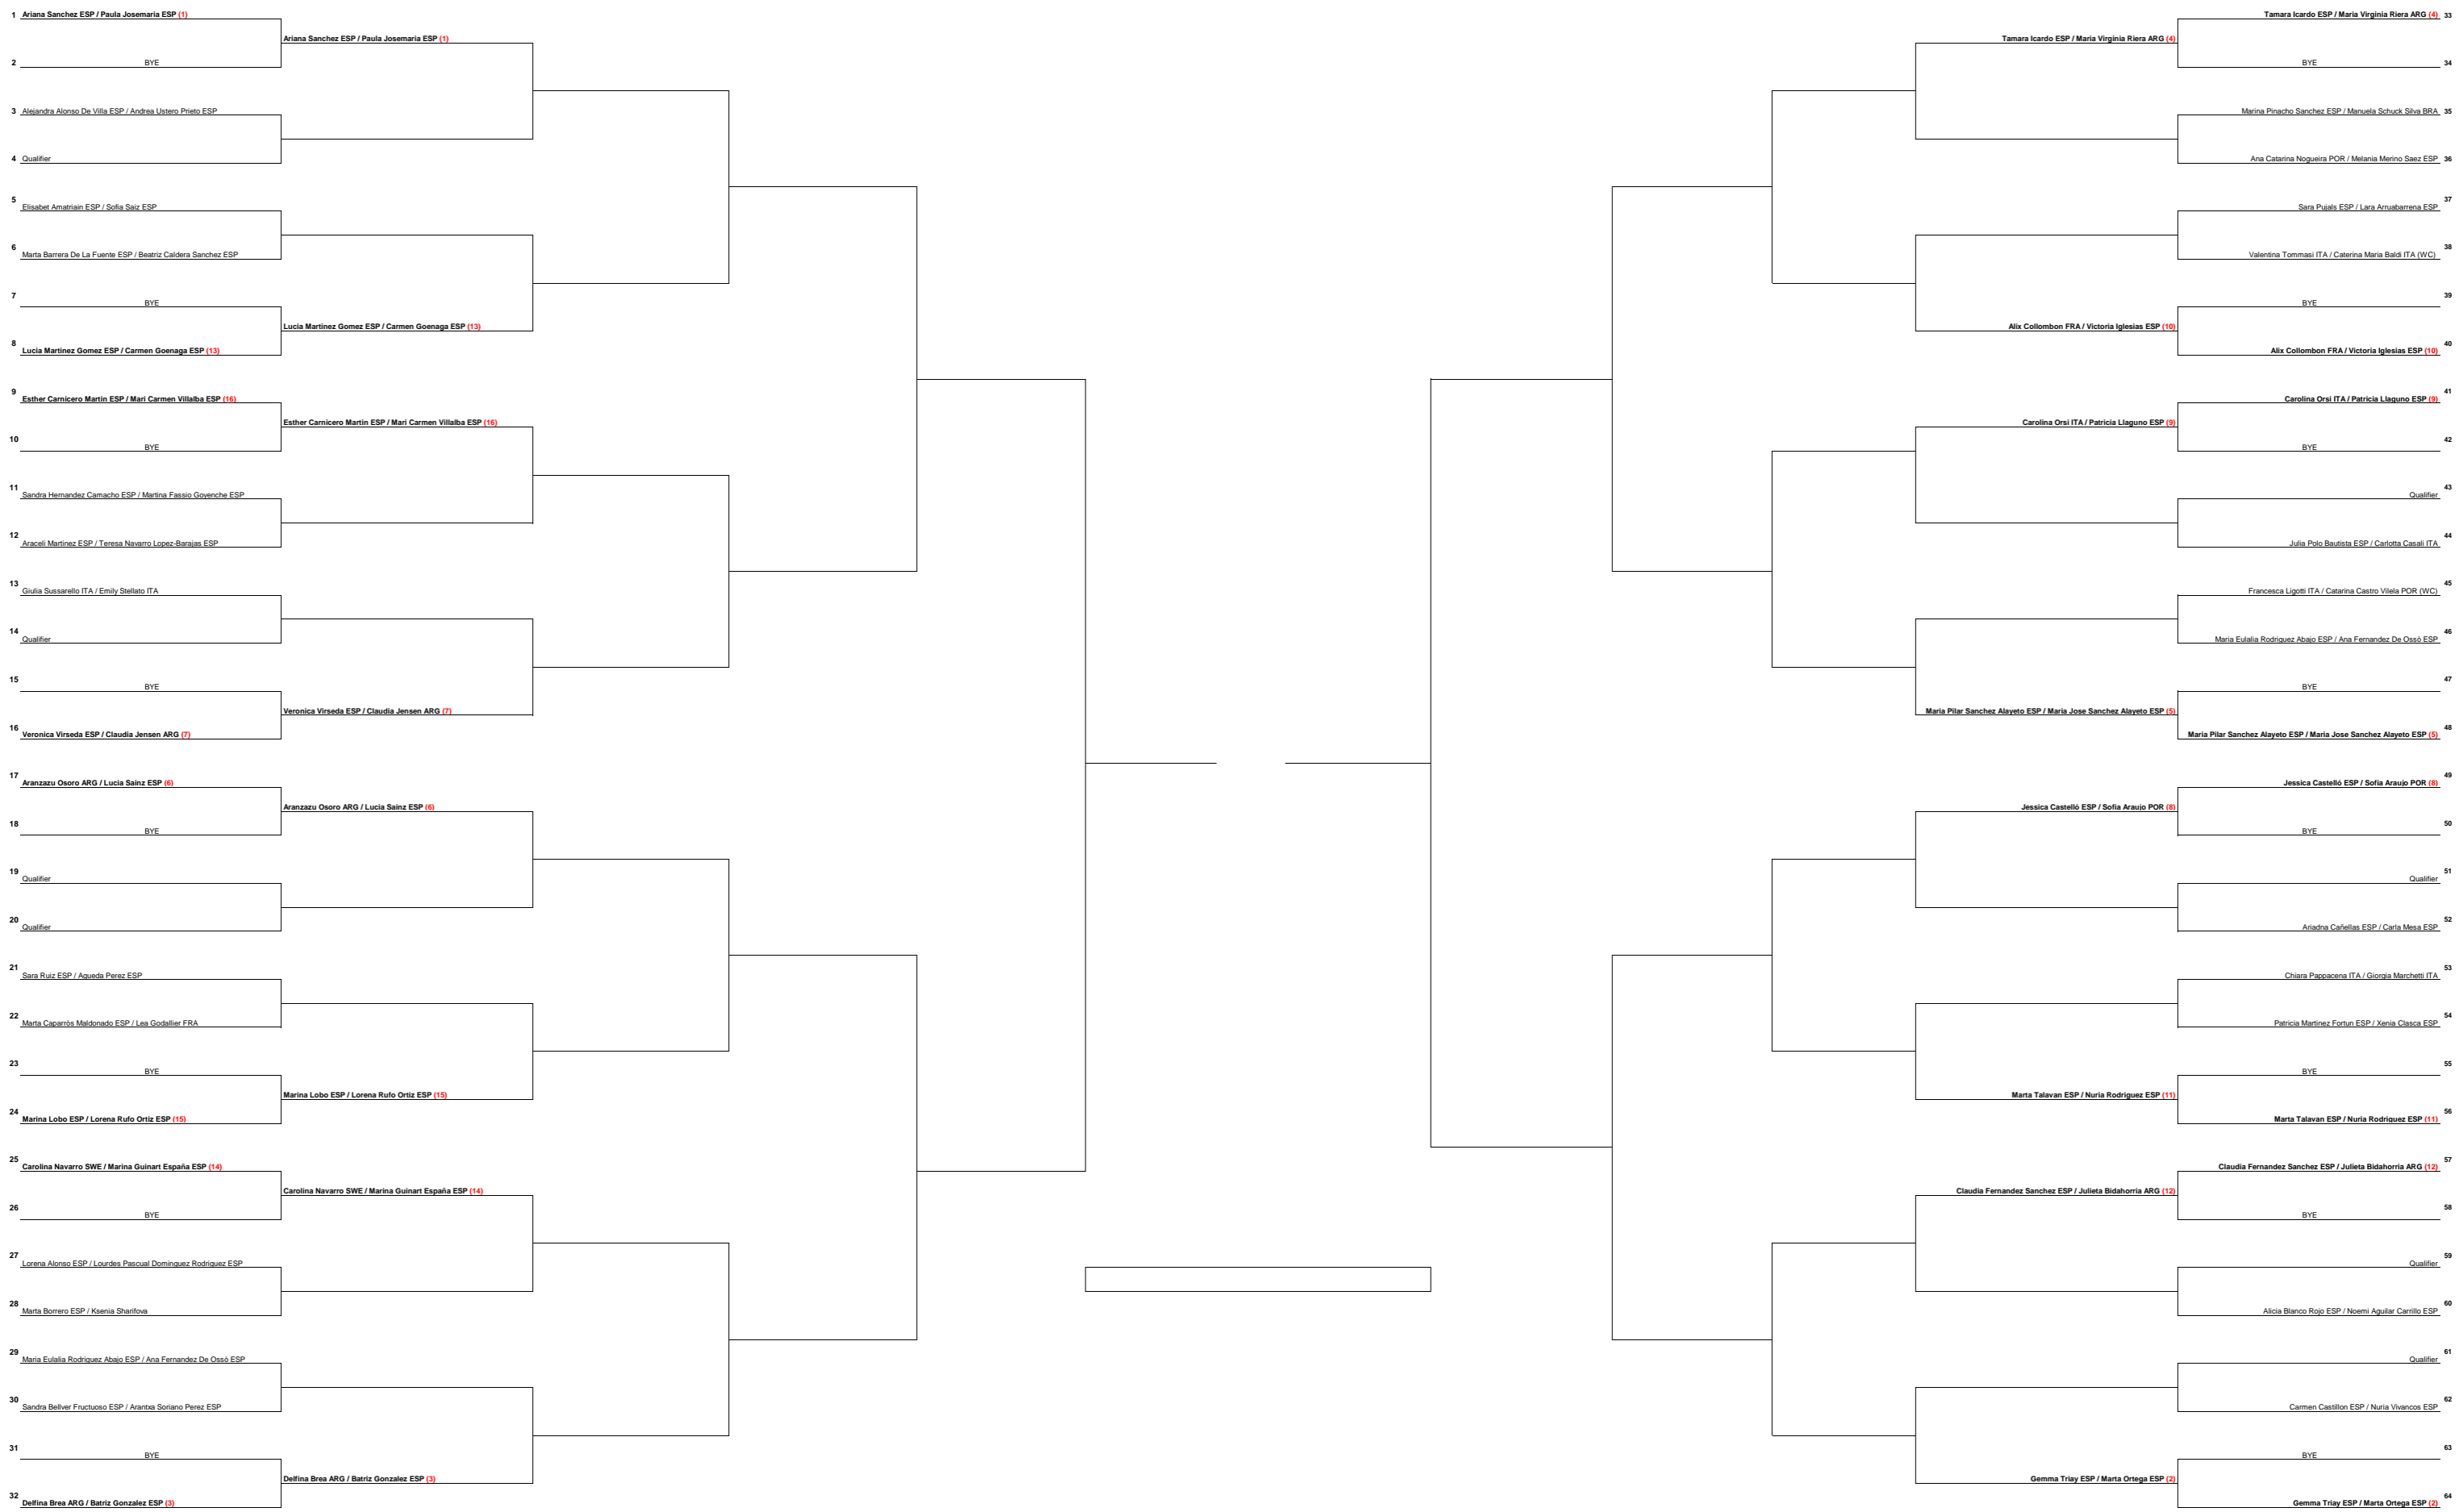 1 Ariana Sanchez ESP / Paula Josemaria ESP (1)
Ariana Sanchez ESP / Paula Josemaria ESP (1)
2 BYE
3 Alejandra Alonso De Villa ESP / Andrea Ustero Prieto ESP
4 Qualifier
5 Elisabet Amatriain ESP / Sofia Saiz ESP
6 Marta Barrera De La Fuente ESP / Beatriz Caldera Sanchez ESP
7 BYE
Lucia Martinez Gomez ESP / Carmen Goenaga ESP (13)
8 Lucia Martinez Gomez ESP / Carmen Goenaga ESP (13)
9 Esther Carnicero Martin ESP / Mari Carmen Villalba ESP (16)
Esther Carnicero Martin ESP / Mari Carmen Villalba ESP (16)
10 BYE
11 Sandra Hernandez Camacho ESP / Martina Fassio Goyenche ESP
12 Araceli Martinez ESP / Teresa Navarro Lopez-Barajas ESP
13 Giulia Sussarello ITA / Emily Stellato ITA
14 Qualifier
15 BYE
Veronica Virseda ESP / Claudia Jensen ARG (7)
16 Veronica Virseda ESP / Claudia Jensen ARG (7)
17 Aranzazu Osoro ARG / Lucia Sainz ESP (6)
Aranzazu Osoro ARG / Lucia Sainz ESP (6)
18 BYE
19 Qualifier
20 Qualifier
21 Sara Ruiz ESP / Agueda Perez ESP
22 Marta Caparrós Maldonado ESP / Lea Godallier FRA
23 BYE
Marina Lobo ESP / Lorena Rufo Ortiz ESP (15)
24 Marina Lobo ESP / Lorena Rufo Ortiz ESP (15)
25 Carolina Navarro SWE / Marina Guinart España ESP (14)
Carolina Navarro SWE / Marina Guinart España ESP (14)
26 BYE
27 Lorena Alonso ESP / Lourdes Pascual Dominguez Rodriguez ESP
28 Marta Borrero ESP / Ksenia Sharifova
29 Maria Eulalia Rodriguez Abajo ESP / Ana Fernandez De Ossó ESP
30 Sandra Bellver Fructuoso ESP / Arantxa Soriano Perez ESP
31 BYE
Delfina Brea ARG / Batriz Gonzalez ESP (3)
32 Delfina Brea ARG / Batriz Gonzalez ESP (3)
Tamara Icardo ESP / Maria Virginia Riera ARG (4) 33
Tamara Icardo ESP / Maria Virginia Riera ARG (4)
BYE 34
Marina Pinacho Sanchez ESP / Manuela Schuck Silva BRA 35
Ana Catarina Nogueira POR / Melania Merino Saez ESP 36
Sara Pujals ESP / Lara Arruabarrena ESP 37
Valentina Tommasi ITA / Caterina Maria Baldi ITA (WC) 38
BYE 39
Alix Collombon FRA / Victoria Iglesias ESP (10)
Alix Collombon FRA / Victoria Iglesias ESP (10) 40
Carolina Orsi ITA / Patricia Llaguno ESP (9) 41
Carolina Orsi ITA / Patricia Llaguno ESP (9)
BYE 42
Qualifier 43
Julia Polo Bautista ESP / Carlotta Casali ITA 44
Francesca Ligotti ITA / Catarina Castro Vilela POR (WC) 45
Maria Eulalia Rodriguez Abajo ESP / Ana Fernandez De Ossó ESP 46
BYE 47
Maria Pilar Sanchez Alayeto ESP / Maria Jose Sanchez Alayeto ESP (5)
Maria Pilar Sanchez Alayeto ESP / Maria Jose Sanchez Alayeto ESP (5) 48
Jessica Castelló ESP / Sofia Araujo POR (8) 49
Jessica Castelló ESP / Sofia Araujo POR (8)
BYE 50
Qualifier 51
Ariadna Cañellas ESP / Carla Mesa ESP 52
Chiara Pappacena ITA / Giorgia Marchetti ITA 53
Patricia Martinez Fortun ESP / Xenia Clasca ESP 54
BYE 55
Marta Talavan ESP / Nuria Rodriguez ESP (11)
Marta Talavan ESP / Nuria Rodriguez ESP (11) 56
Claudia Fernandez Sanchez ESP / Julieta Bidahorria ARG (12) 57
Claudia Fernandez Sanchez ESP / Julieta Bidahorria ARG (12)
BYE 58
Qualifier 59
Alicia Blanco Rojo ESP / Noemi Aguilar Carrillo ESP 60
Qualifier 61
Carmen Castillon ESP / Nuria Vivancos ESP 62
BYE 63
Gemma Triay ESP / Marta Ortega ESP (2)
Gemma Triay ESP / Marta Ortega ESP (2) 64